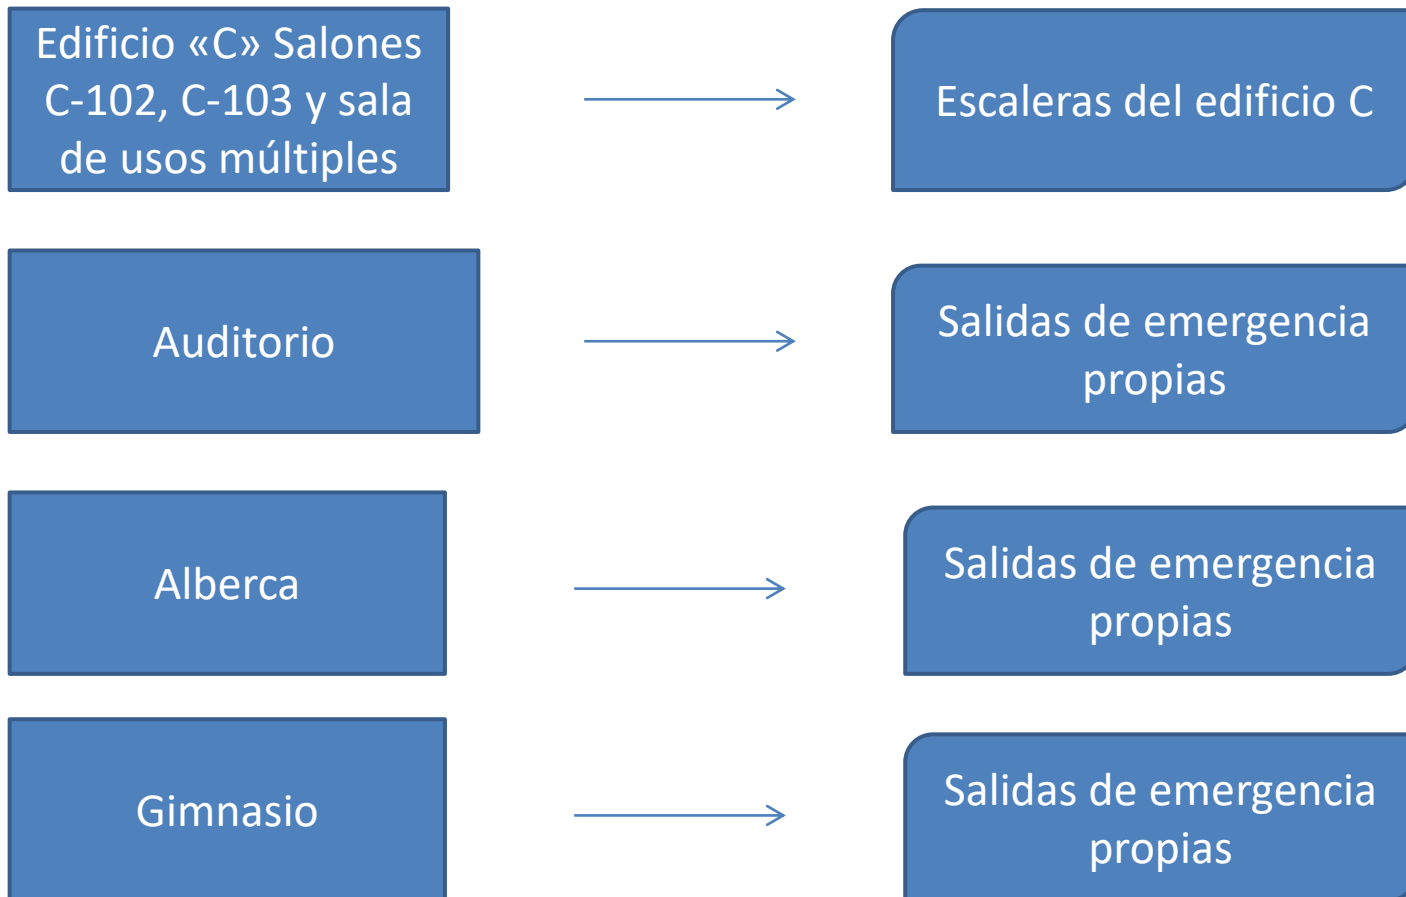 Edificio «C» Salones
C-102, C-103 y sala
de usos múltiples
Escaleras del edificio C
Auditorio
Salidas de emergencia
propias
Alberca
Salidas de emergencia
propias
Gimnasio
Salidas de emergencia
propias